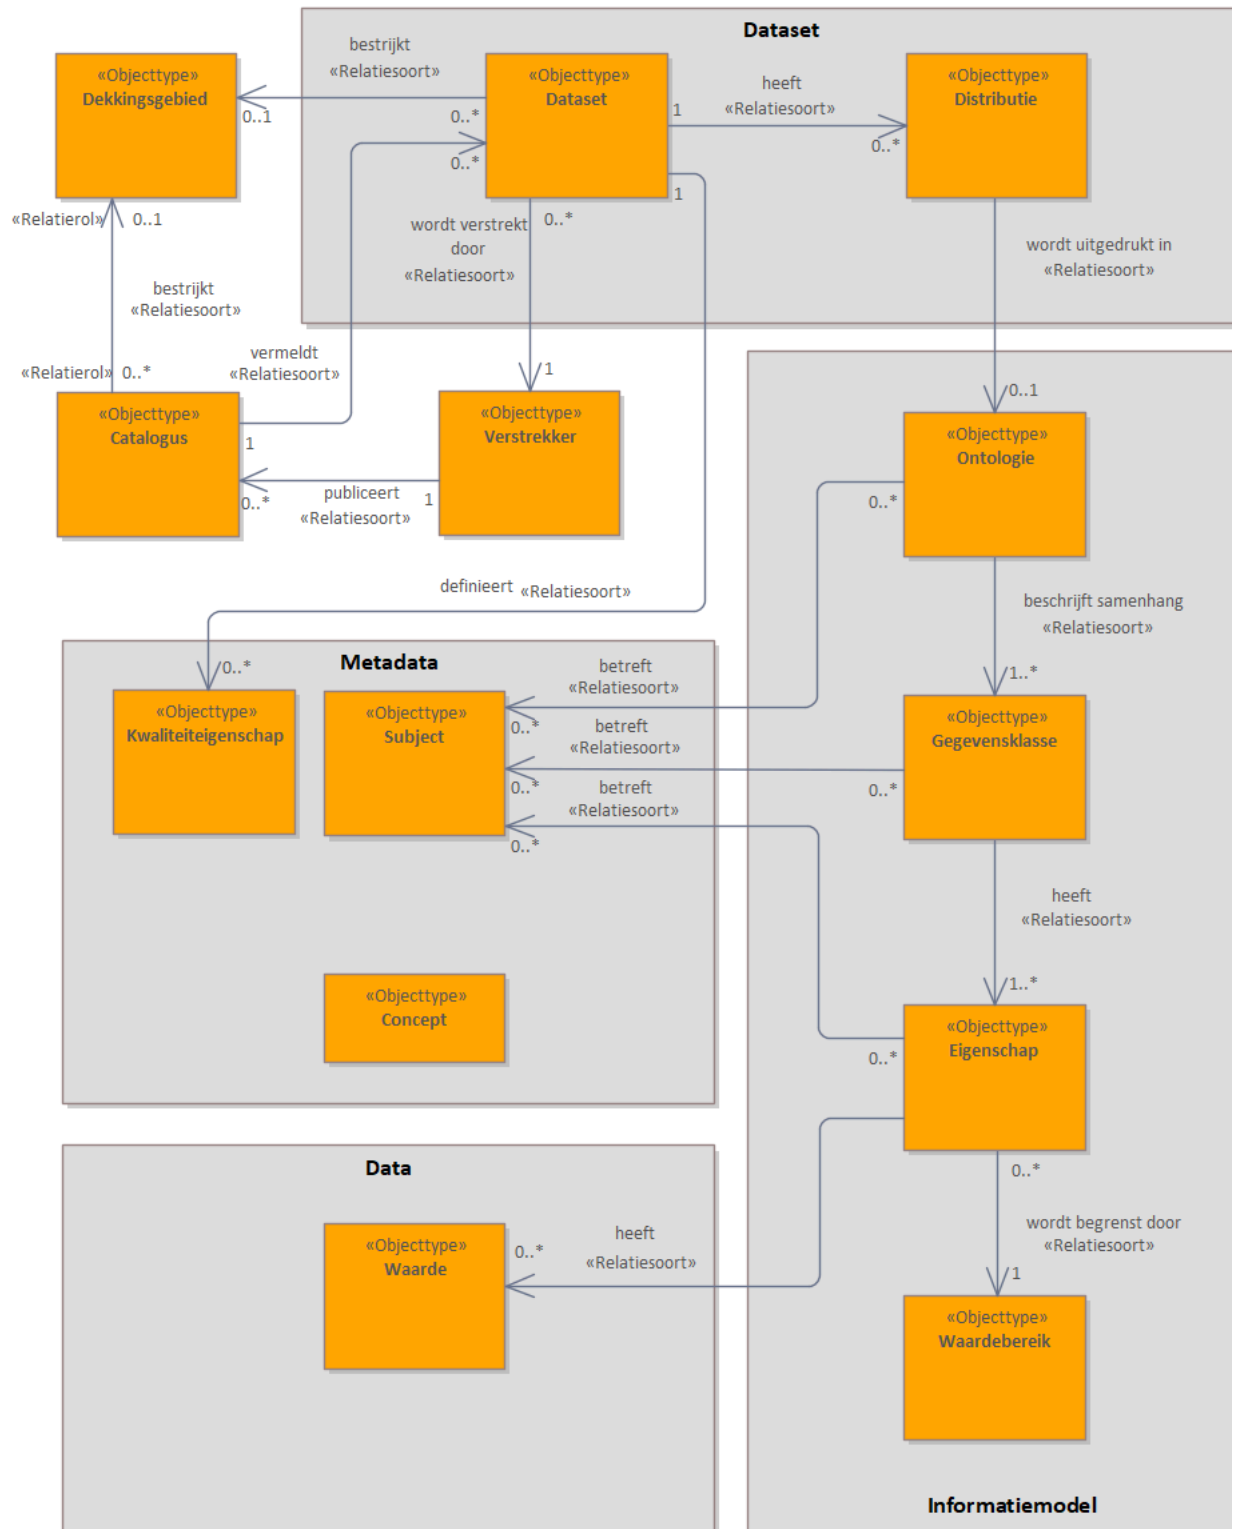 Dataset
bestrijkt
«Relatiesoort»
«Objecttype»
Dekkingsgebied
«Objecttype»
Dataset
heeft
«Relatiesoort»
«Objecttype»
Distributie
0..1
0..*
1
0..*
0..*
1
«Relatierol»
0..1
wordt verstrekt
door
«Relatiesoort»
0..*
wordt uitgedrukt in
«Relatiesoort»
bestrijkt
«Relatiesoort»
vermeldt
«Relatiesoort»
«Relatierol»
0..*
1
0..1
«Objecttype»
Catalogus
«Objecttype»
Verstrekker
«Objecttype»
Ontologie
1
0..*
publiceert
«Relatiesoort»
1
0..*
definieert
«Relatiesoort»
beschrijft samenhang
«Relatiesoort»
Metadata
0..*
betreft
«Relatiesoort»
1..*
«Objecttype»
Kwaliteiteigenschap
«Objecttype»
Subject
0..*
betreft
«Relatiesoort»
«Objecttype»
Gegevensklasse
0..*
betreft
«Relatiesoort»
0..*
0..*
heeft
«Relatiesoort»
«Objecttype»
Concept
1..*
«Objecttype»
Eigenschap
0..*
Data
0..*
«Objecttype»
Waarde
0..*
heeft
«Relatiesoort»
wordt begrenst door
«Relatiesoort»
1
«Objecttype»
Waardebereik
Informatiemodel